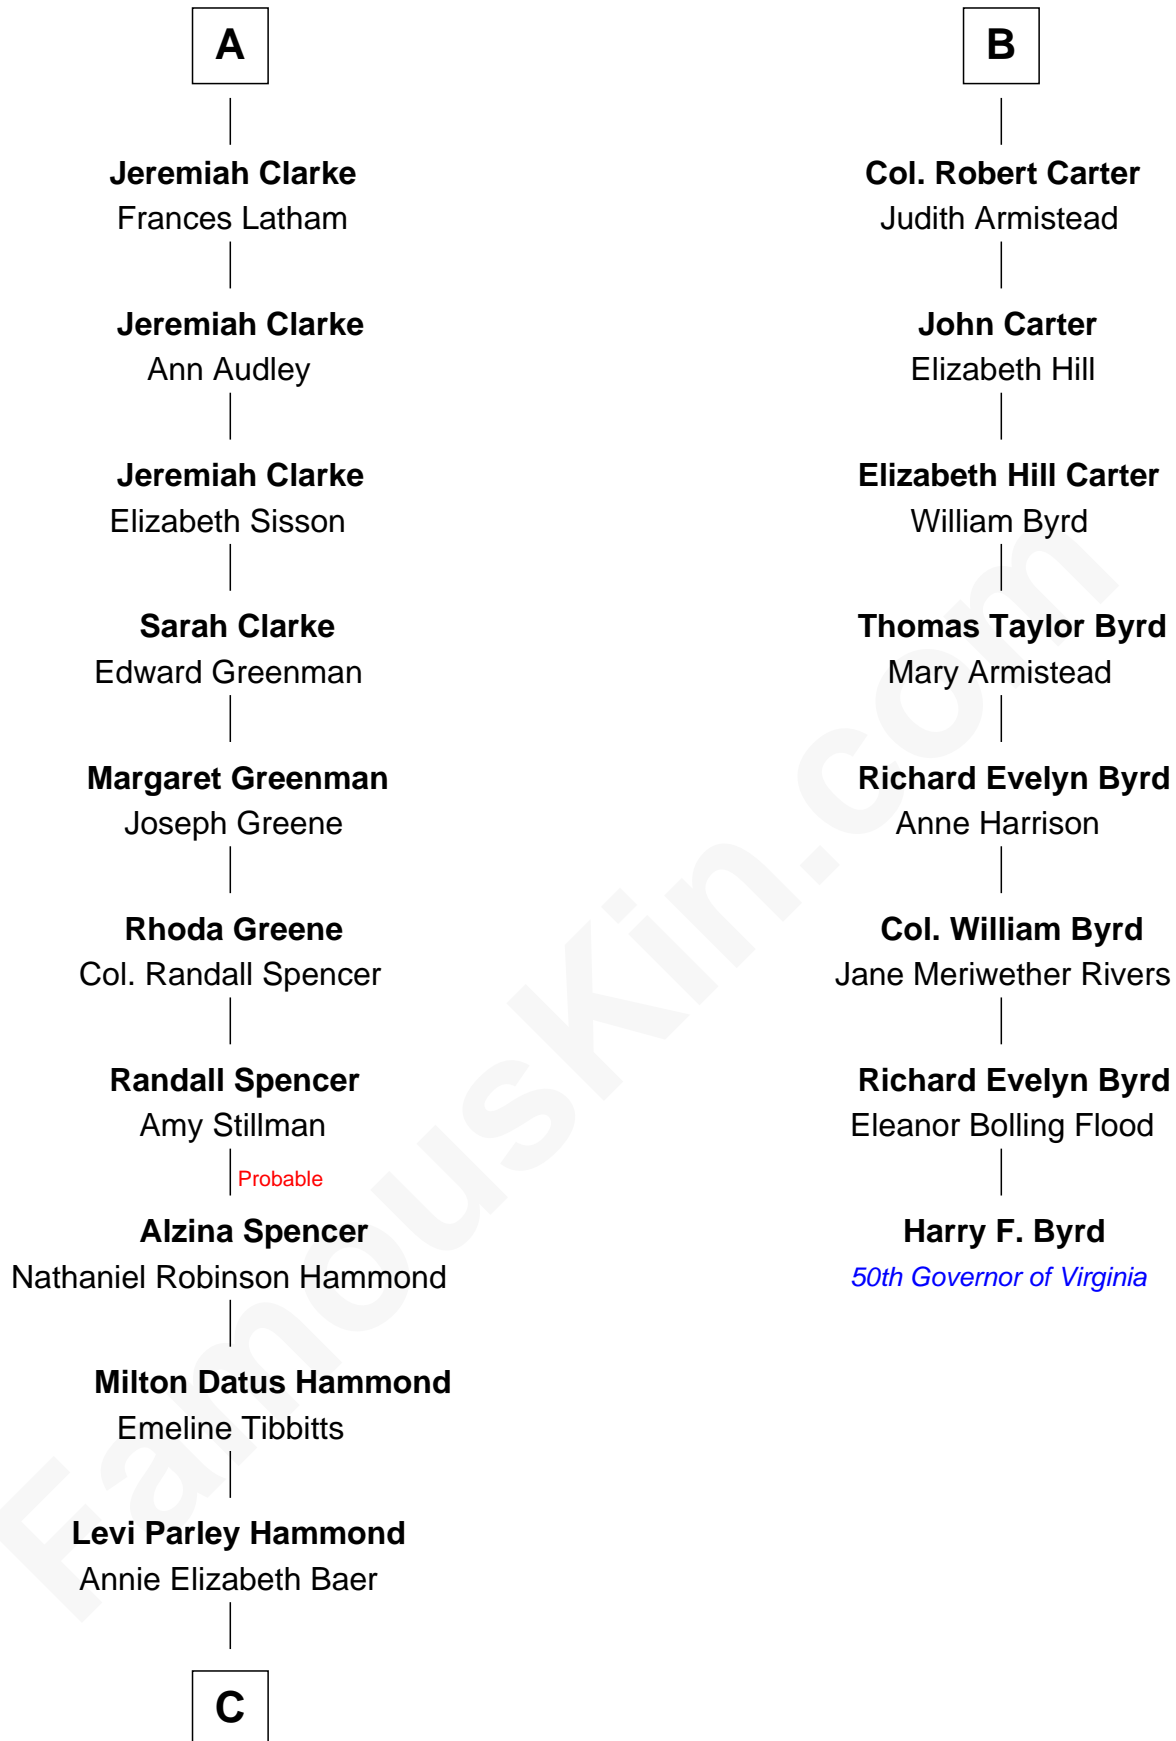 A
Jeremiah Clarke
Frances Latham
Jeremiah Clarke
Ann Audley
Jeremiah Clarke
Elizabeth Sisson
Sarah Clarke
Edward Greenman
Margaret Greenman
Joseph Greene
Rhoda Greene
Col. Randall Spencer
Randall Spencer
Amy Stillman
Probable
Alzina Spencer
Nathaniel Robinson Hammond
Milton Datus Hammond
Emeline Tibbitts
Levi Parley Hammond
Annie Elizabeth Baer
C
B
Col. Robert Carter
Judith Armistead
John Carter
Elizabeth Hill
Elizabeth Hill Carter
William Byrd
Thomas Taylor Byrd
Mary Armistead
Richard Evelyn Byrd
Anne Harrison
Col. William Byrd
Jane Meriwether Rivers
Richard Evelyn Byrd
Eleanor Bolling Flood
Harry F. Byrd
50th Governor of Virginia
FamousKin.com